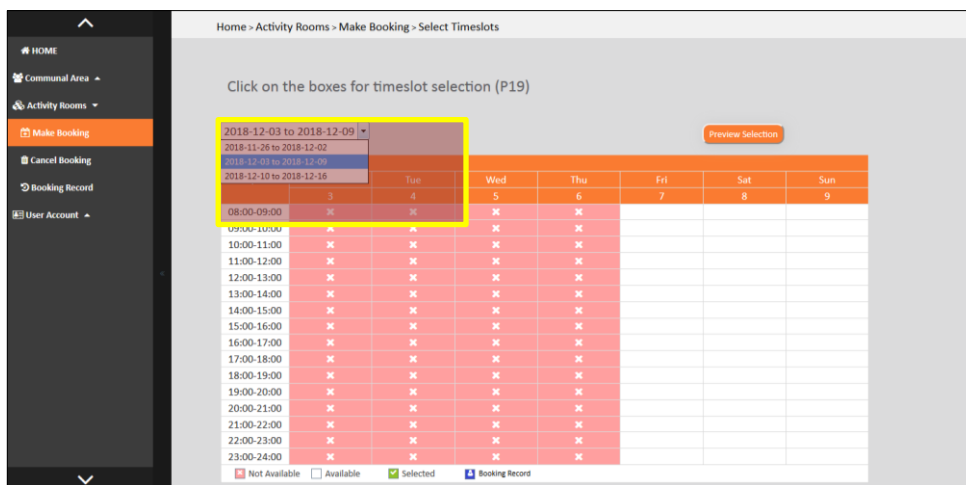 Home > Activity Rooms > Make Booking > Select Timeslots
HOME
Communal Area
Activity Rooms
Make Booking
Cancel Booking
Booking Record
User Account
Click on the boxes for timeslot selection (P19)
2018-12-03 to 2018-12-09
2018-11-26 to 2018-12-02
2018-12-03 to 2018-12-09
2018-12-10 to 2018-12-16
Preview Selection
Tue Wed Thu Fri Sat Sun
3 4 5 6 7 8 9
08:00-09:00
09:00-10:00
10:00-11:00
11:00-12:00
12:00-13:00
13:00-14:00
14:00-15:00
15:00-16:00
16:00-17:00
17:00-18:00
18:00-19:00
19:00-20:00
20:00-21:00
21:00-22:00
22:00-23:00
23:00-24:00
Not Available Available Selected Booking Record